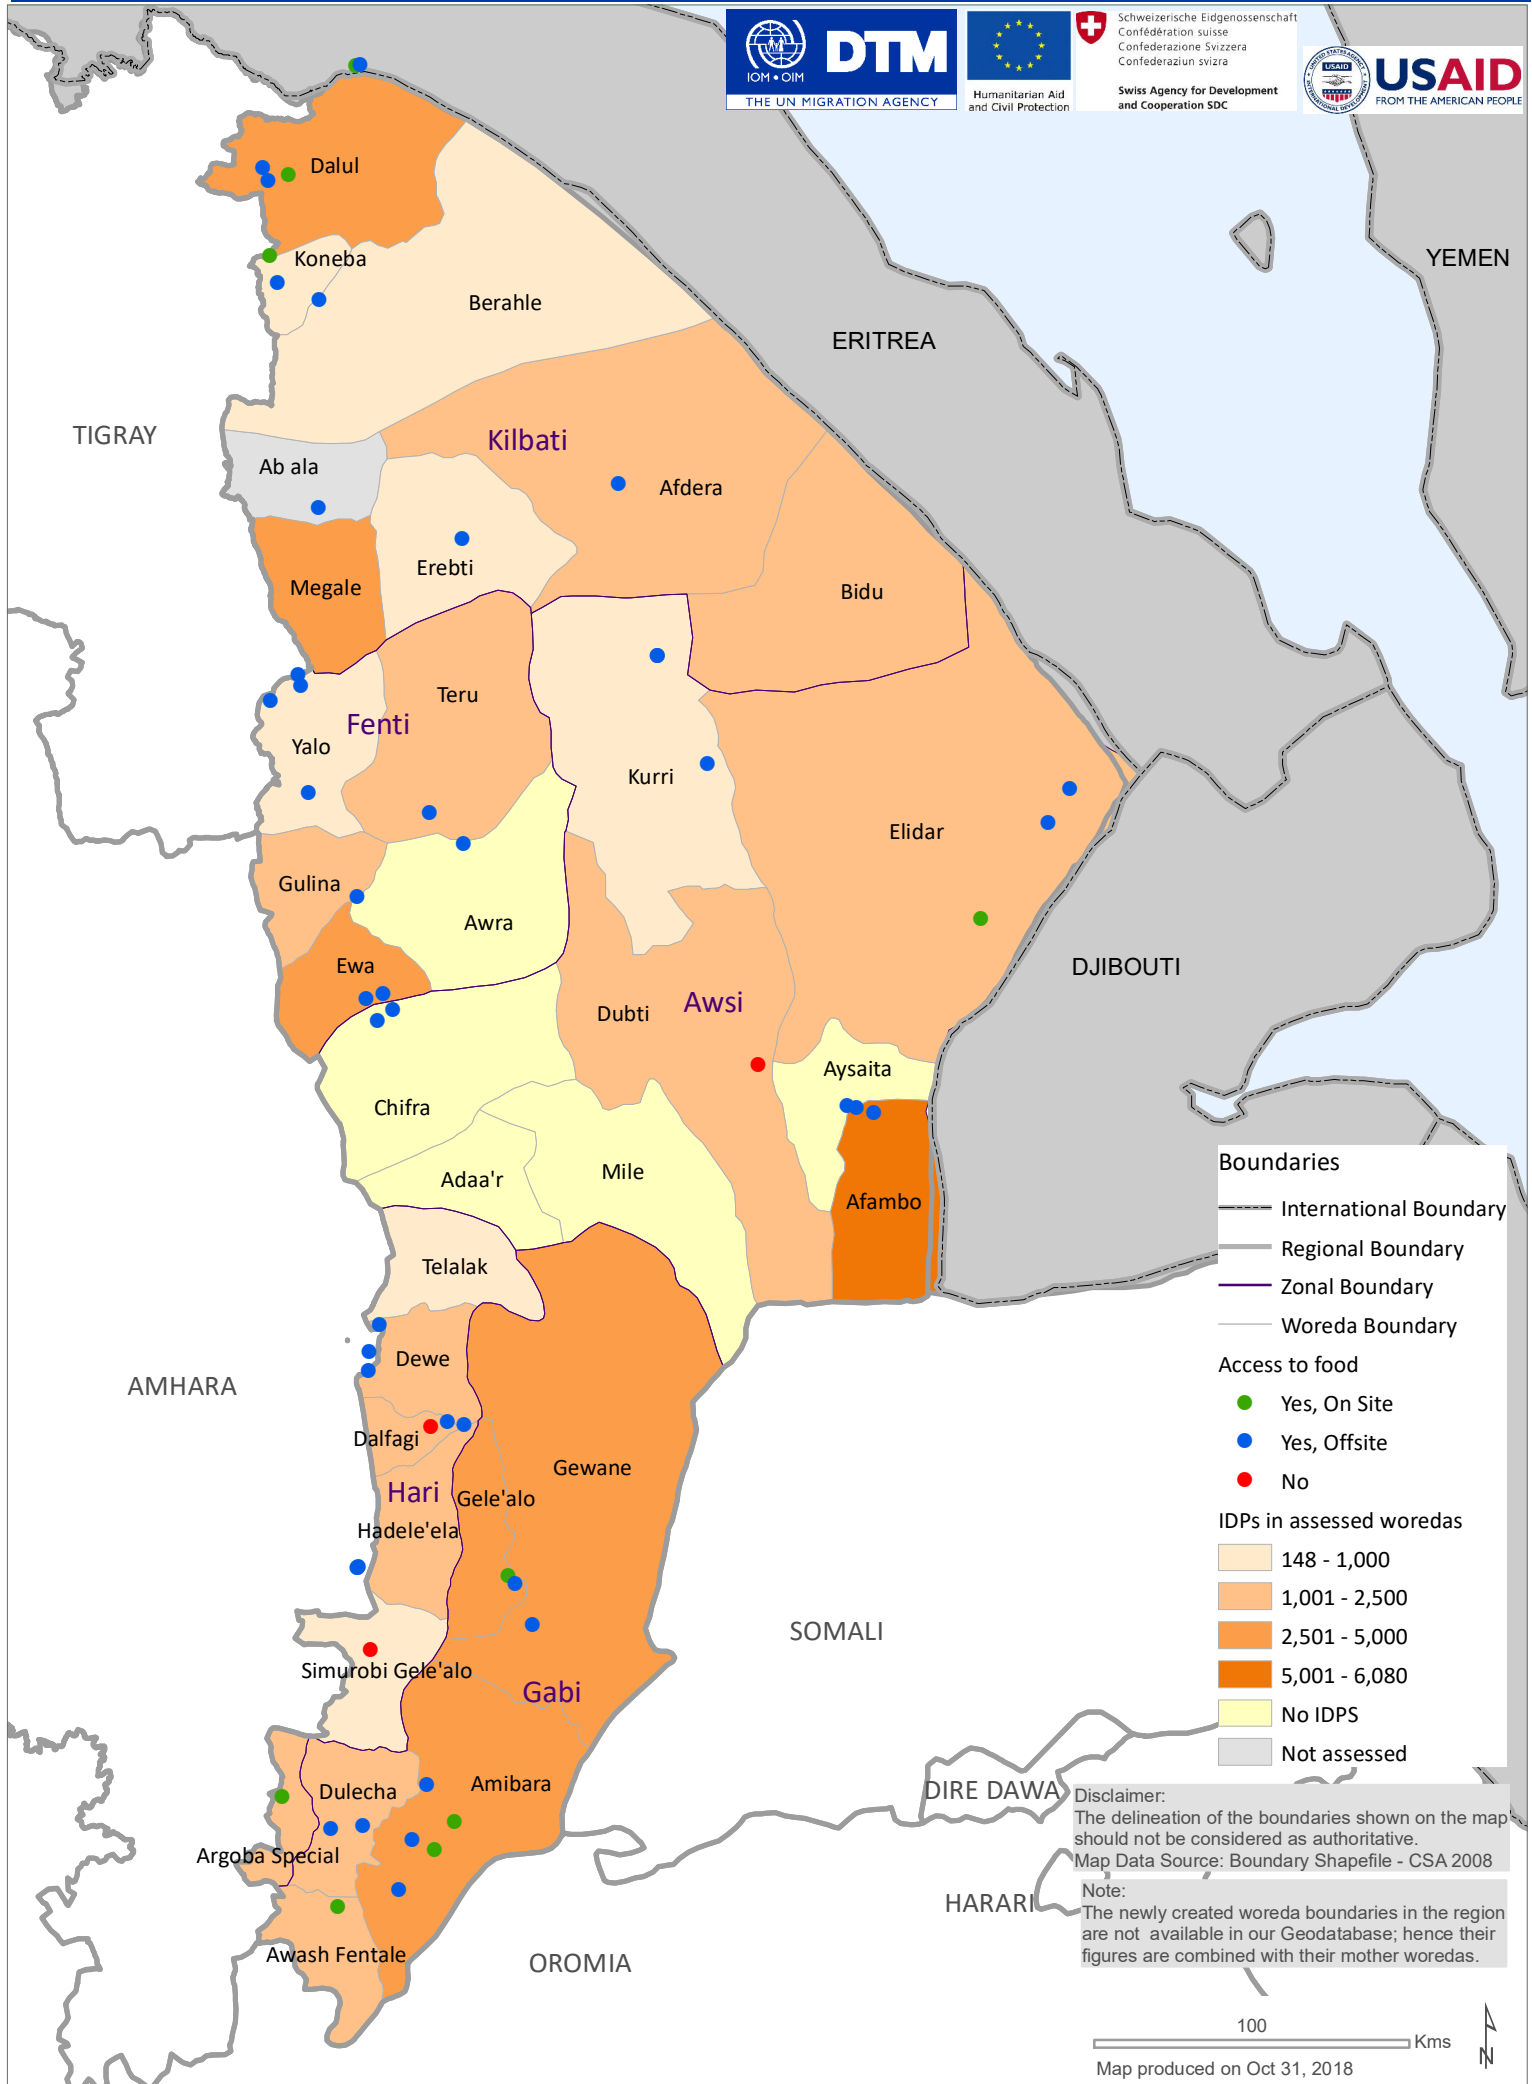 IOM • OIM
DTM
THE UN MIGRATION AGENCY
Humanitarian Aid
and Civil Protection
Schweizerische Eidgenossenschaft
Confédération suisse
Confederazione Svizzera
Confederaziun svizra
Swiss Agency for Development
and Cooperation SDC
UNITED STATES AGENCY
INTERNATIONAL DEVELOPMENT
USAID
USAID
FROM THE AMERICAN PEOPLE
Dalul
Koneba
YEMEN
Berahle
ERITREA
TIGRAY
Kilbati
Ab ala
Afdera
Erebti
Megale
Bidu
Teru
Fenti
Yalo
Kurri
Elidar
Gulina
Awra
Ewa
DJIBOUTI
Dubti
Awsi
Aysaita
Chifra
Adaa'r
Mile
Afambo
Telalak
Dewe
AMHARA
Dalfagi
Gewane
Hari
Gele'alo
Hadele'ela
SOMALI
Simurobi Gele'alo
Gabi
Dulecha
Amibara
DIRE DAWA
Argoba Special
HARARI
Awash Fentale
OROMIA
Boundaries
International Boundary
Regional Boundary
Zonal Boundary
Woreda Boundary
Access to food
Yes, On Site
Yes, Offsite
No
IDPs in assessed woredas
148 - 1,000
1,001 - 2,500
2,501 - 5,000
5,001 - 6,080
No IDPS
Not assessed
Disclaimer:
The delineation of the boundaries shown on the map
should not be considered as authoritative.
Map Data Source: Boundary Shapefile - CSA 2008
Note:
The newly created woreda boundaries in the region
are not available in our Geodatabase; hence their
figures are combined with their mother woredas.
100
Kms
N
Map produced on Oct 31, 2018